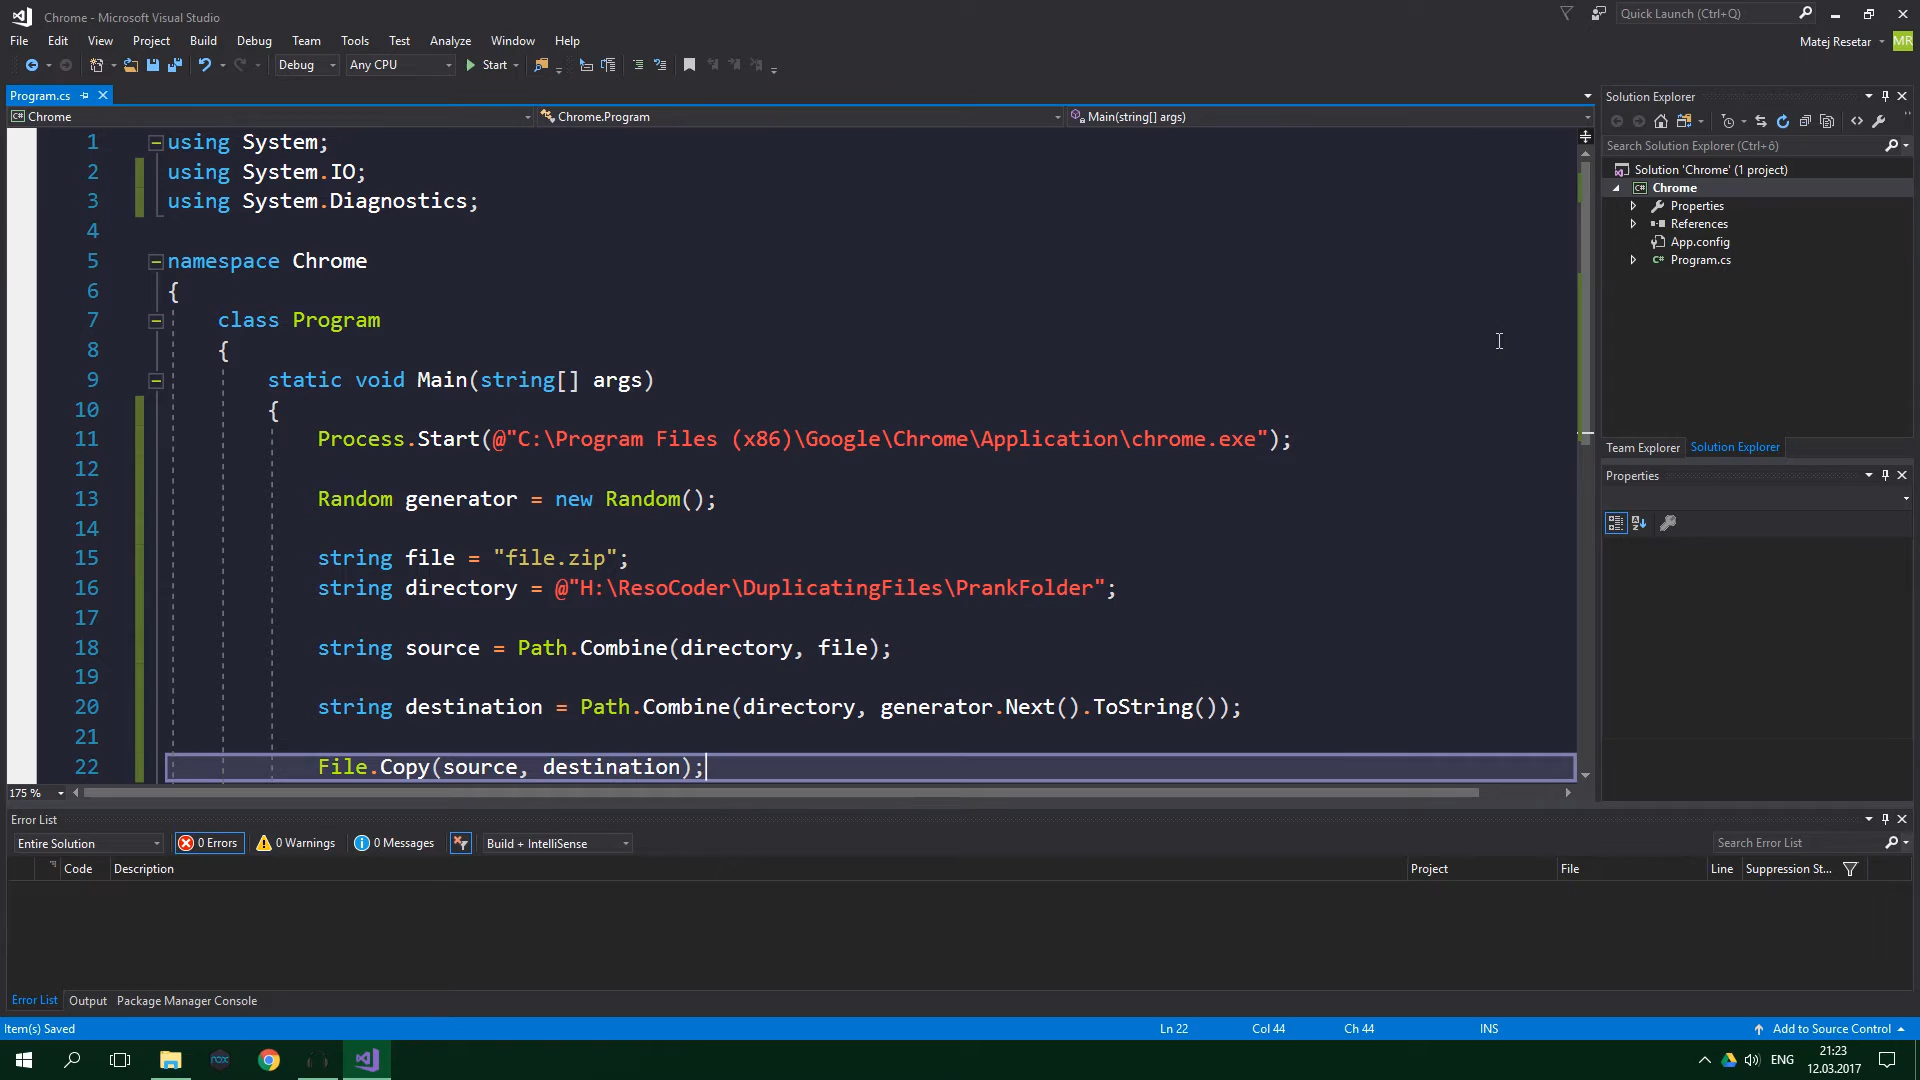 Chrome - Microsoft Visual Studio
Quick Launch (Ctrl+Q)
File Edit View Project Build Debug Team Tools Test Analyze Window Help
Matej Resetar MR
Debug Any CPU Start
Program.cs
Chrome Chrome.Program Main(string[] args)
1 using System;
2 using System.IO;
3 using System.Diagnostics;
4
5 namespace Chrome
6 {
7 class Program
8 {
9 static void Main(string[] args)
10 {
11 Process.Start(@"C:\Program Files (x86)\Google\Chrome\Application\chrome.exe");
12
13 Random generator = new Random();
14
15 string file = "file.zip";
16 string directory = @"H:\ResoCoder\DuplicatingFiles\PrankFolder";
17
18 string source = Path.Combine(directory, file);
19
20 string destination = Path.Combine(directory, generator.Next().ToString());
21
22 File.Copy(source, destination);
175 %
Solution Explorer
Search Solution Explorer (Ctrl+ô)
Solution 'Chrome' (1 project)
Chrome
Properties
References
App.config
Program.cs
Team Explorer Solution Explorer
Properties
Error List
Entire Solution 0 Errors 0 Warnings 0 Messages Build + IntelliSense Search Error List
Code Description Project File Line Suppression St...
Error List Output Package Manager Console
Item(s) Saved Ln 22 Col 44 Ch 44 INS Add to Source Control
nox
ENG
21:23
12.03.2017